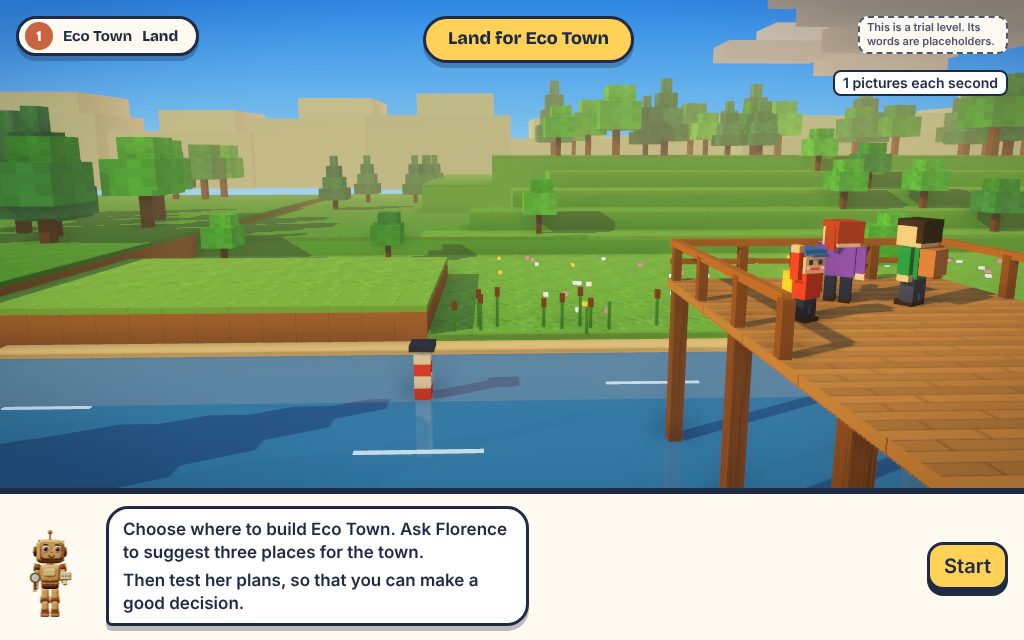 1 Eco Town Land
Land for Eco Town
This is a trial level. Its
words are placeholders.
1 pictures each second
Choose where to build Eco Town. Ask Florence
to suggest three places for the town.
Then test her plans, so that you can make a
good decision.
Start